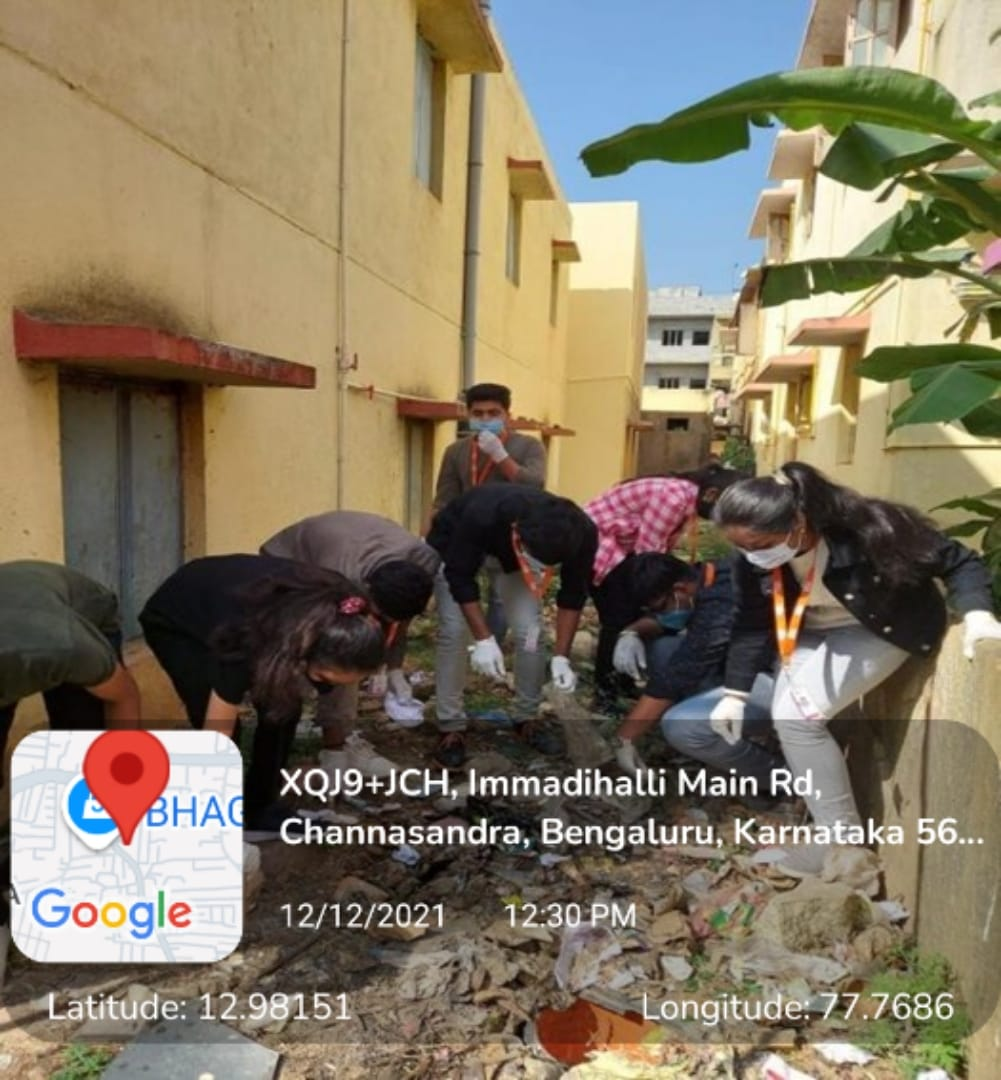 XQJ9+JCH, Immadihalli Main Rd,
Channasandra, Bengaluru, Karnataka 56...
BHAG
Google
12/12/2021 12:30 PM
Latitude: 12.98151 Longitude: 77.7686